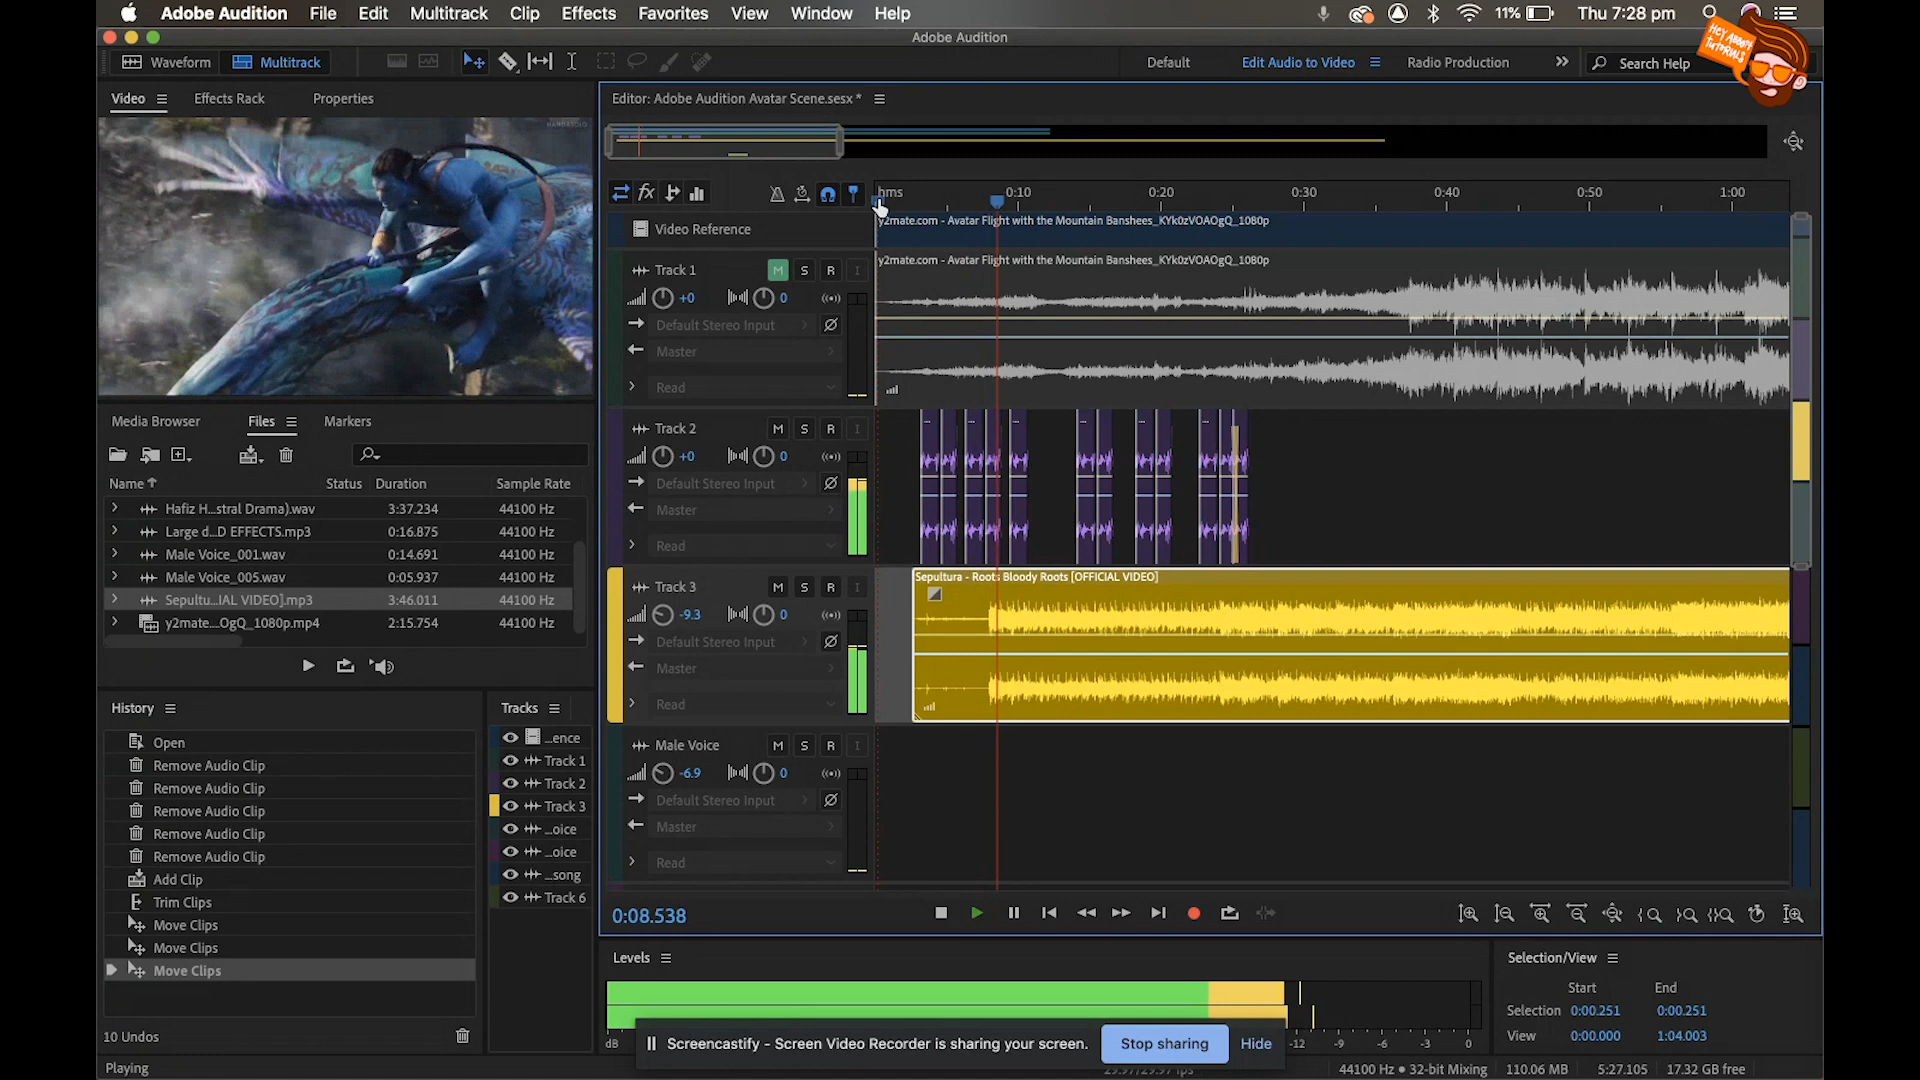 Adobe Audition File Edit Multitrack Clip Effects Favorites View Window Help
11% Thu 7:28 pm
HEY ABBOTT TUTORIALS
Adobe Audition
Waveform Multitrack Default Edit Audio to Video Radio Production Search Help
Video Effects Rack Properties
Editor: Adobe Audition Avatar Scene.sesx *
hms 0:10 0:20 0:30 0:40 0:50 1:00
Video Reference
y2mate.com - Avatar Flight with the Mountain Banshees_KYk0zVOAOgQ_1080p
Track 1 M S R I
y2mate.com - Avatar Flight with the Mountain Banshees_KYk0zVOAOgQ_1080p
+0 0
Default Stereo Input
Master
Read
Track 2 M S R I
+0 0
Default Stereo Input
Master
Read
Track 3 M S R I
Sepultura - Roots Bloody Roots [OFFICIAL VIDEO]
-9.3 0
Default Stereo Input
Master
Read
Male Voice M S R I
-6.9 0
Default Stereo Input
Master
Read
Media Browser Files Markers
Name Status Duration Sample Rate
Hafiz H...stral Drama).wav 3:37.234 44100 Hz
Large d...D EFFECTS.mp3 0:16.875 44100 Hz
Male Voice_001.wav 0:14.691 44100 Hz
Male Voice_005.wav 0:05.937 44100 Hz
Sepultu...IAL VIDEO].mp3 3:46.011 44100 Hz
y2mate...OgQ_1080p.mp4 2:15.754 44100 Hz
History
Open
Remove Audio Clip
Remove Audio Clip
Remove Audio Clip
Remove Audio Clip
Remove Audio Clip
Add Clip
Trim Clips
Move Clips
Move Clips
Move Clips
10 Undos
Playing
Tracks
...ence
Track 1
Track 2
Track 3
...oice
...oice
...song
Track 6
0:08.538
Levels
dB -12 -9 -6 -3 0
Screencastify - Screen Video Recorder is sharing your screen. Stop sharing Hide
Selection/View
Start End
Selection 0:00.251 0:00.251
View 0:00.000 1:04.003
44100 Hz • 32-bit Mixing 110.06 MB 5:27.105 17.32 GB free